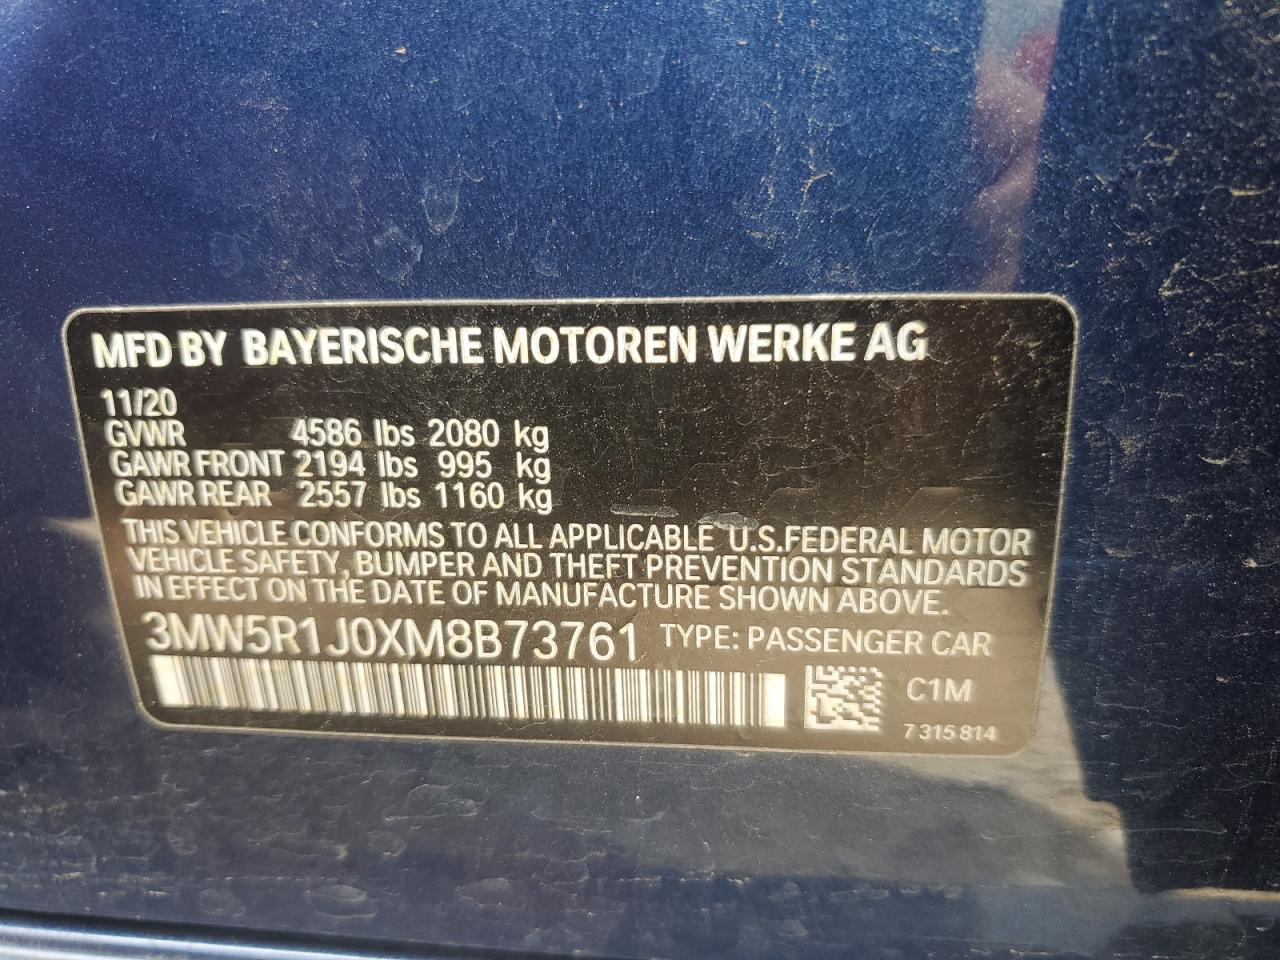 MFD BY BAYERISCHE MOTOREN WERKE AG
11/20
GVWR 4586 lbs 2080 kg
GAWR FRONT 2194 lbs 995 kg
GAWR REAR 2557 lbs 1160 kg
THIS VEHICLE CONFORMS TO ALL APPLICABLE U.S.FEDERAL MOTOR
VEHICLE SAFETY, BUMPER AND THEFT PREVENTION STANDARDS
IN EFFECT ON THE DATE OF MANUFACTURE SHOWN ABOVE.
3MW5R1J0XM8B73761 TYPE: PASSENGER CAR
C1M
7 315 814